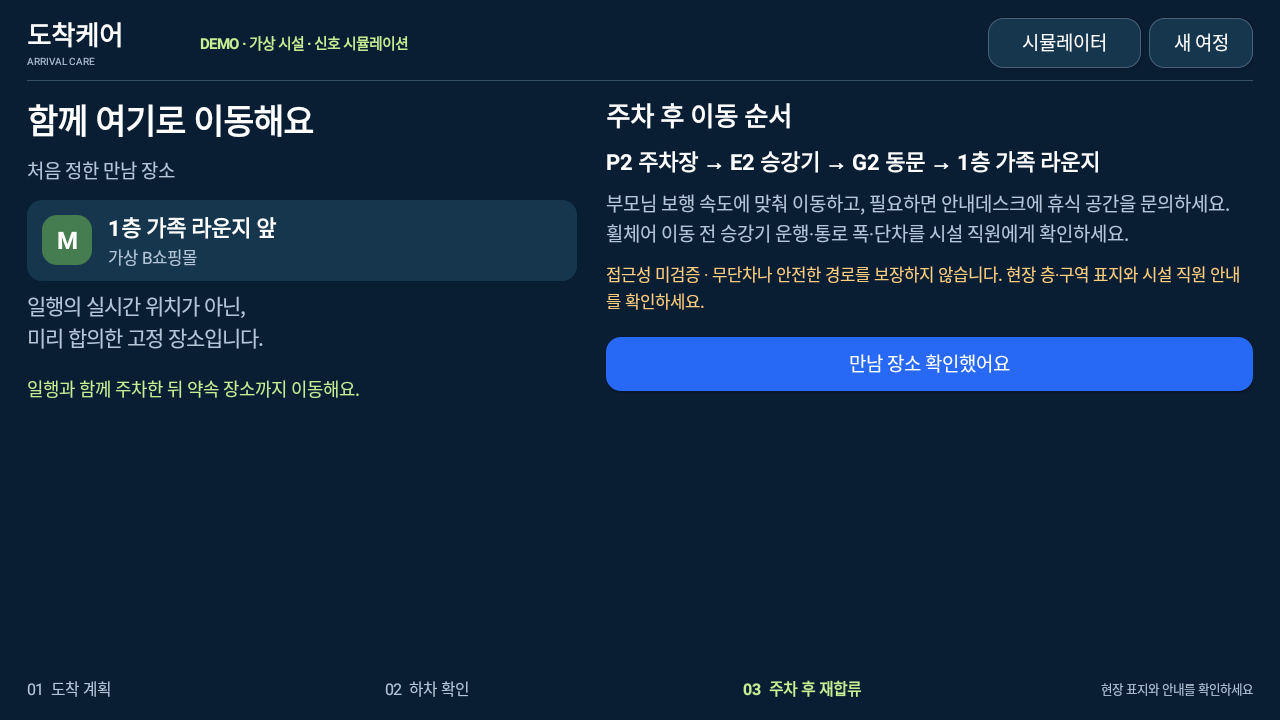 도착케어
ARRIVAL CARE
DEMO · 가상 시설 · 신호 시뮬레이션
시뮬레이터
새 여정
함께 여기로 이동해요
처음 정한 만남 장소
M
1층 가족 라운지 앞
가상 B쇼핑몰
일행의 실시간 위치가 아닌,
미리 합의한 고정 장소입니다.
일행과 함께 주차한 뒤 약속 장소까지 이동해요.
주차 후 이동 순서
P2 주차장 → E2 승강기 → G2 동문 → 1층 가족 라운지
부모님 보행 속도에 맞춰 이동하고, 필요하면 안내데스크에 휴식 공간을 문의하세요.
휠체어 이동 전 승강기 운행·통로 폭·단차를 시설 직원에게 확인하세요.
접근성 미검증 · 무단차나 안전한 경로를 보장하지 않습니다. 현장 층·구역 표지와 시설 직원 안내
를 확인하세요.
만남 장소 확인했어요
01 도착 계획
02 하차 확인
03 주차 후 재합류
현장 표지와 안내를 확인하세요